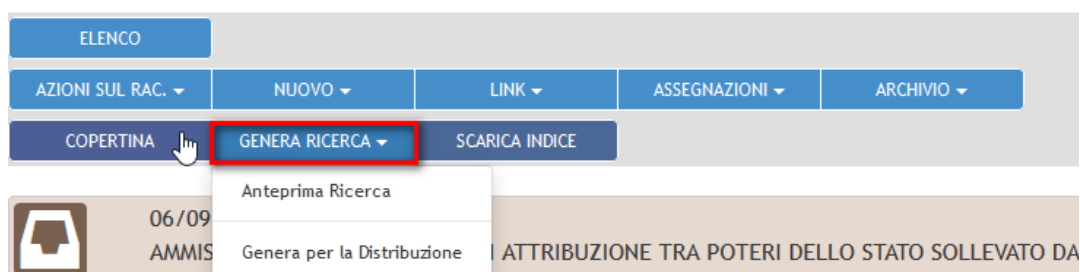 ELENCO
AZIONI SUL RAC. NUOVO LINK ASSEGNAZIONI ARCHIVIO
COPERTINA GENERA RICERCA SCARICA INDICE
Anteprima Ricerca
06/09
AMMIS
Genera per la Distribuzione
ATTRIBUZIONE TRA POTERI DELLO STATO SOLLEVATO DA